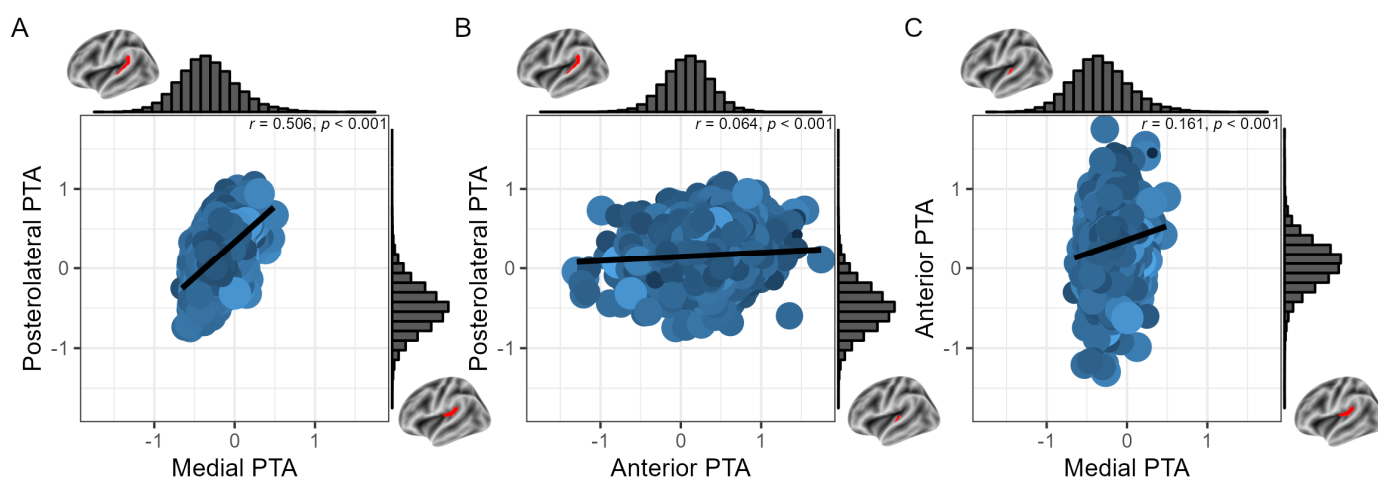 A
B
C
r = 0.506, p < 0.001
r = 0.064, p < 0.001
r = 0.161, p < 0.001
Posterolateral PTA
1
0
-1
-1
0
1
Medial PTA
Posterolateral PTA
1
0
-1
-1
0
1
Anterior PTA
Anterior PTA
1
0
-1
-1
0
1
Medial PTA